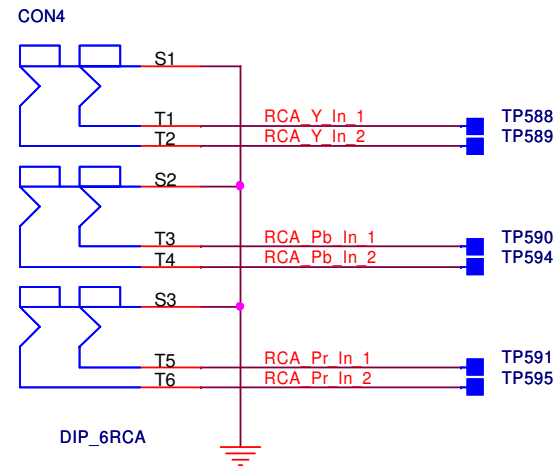 CON4
S1
T1 RCA_Y_In_1 TP588
T2 RCA_Y_In_2 TP589
S2
T3 RCA_Pb_In_1 TP590
T4 RCA_Pb_In_2 TP594
S3
T5 RCA_Pr_In_1 TP591
T6 RCA_Pr_In_2 TP595
DIP_6RCA